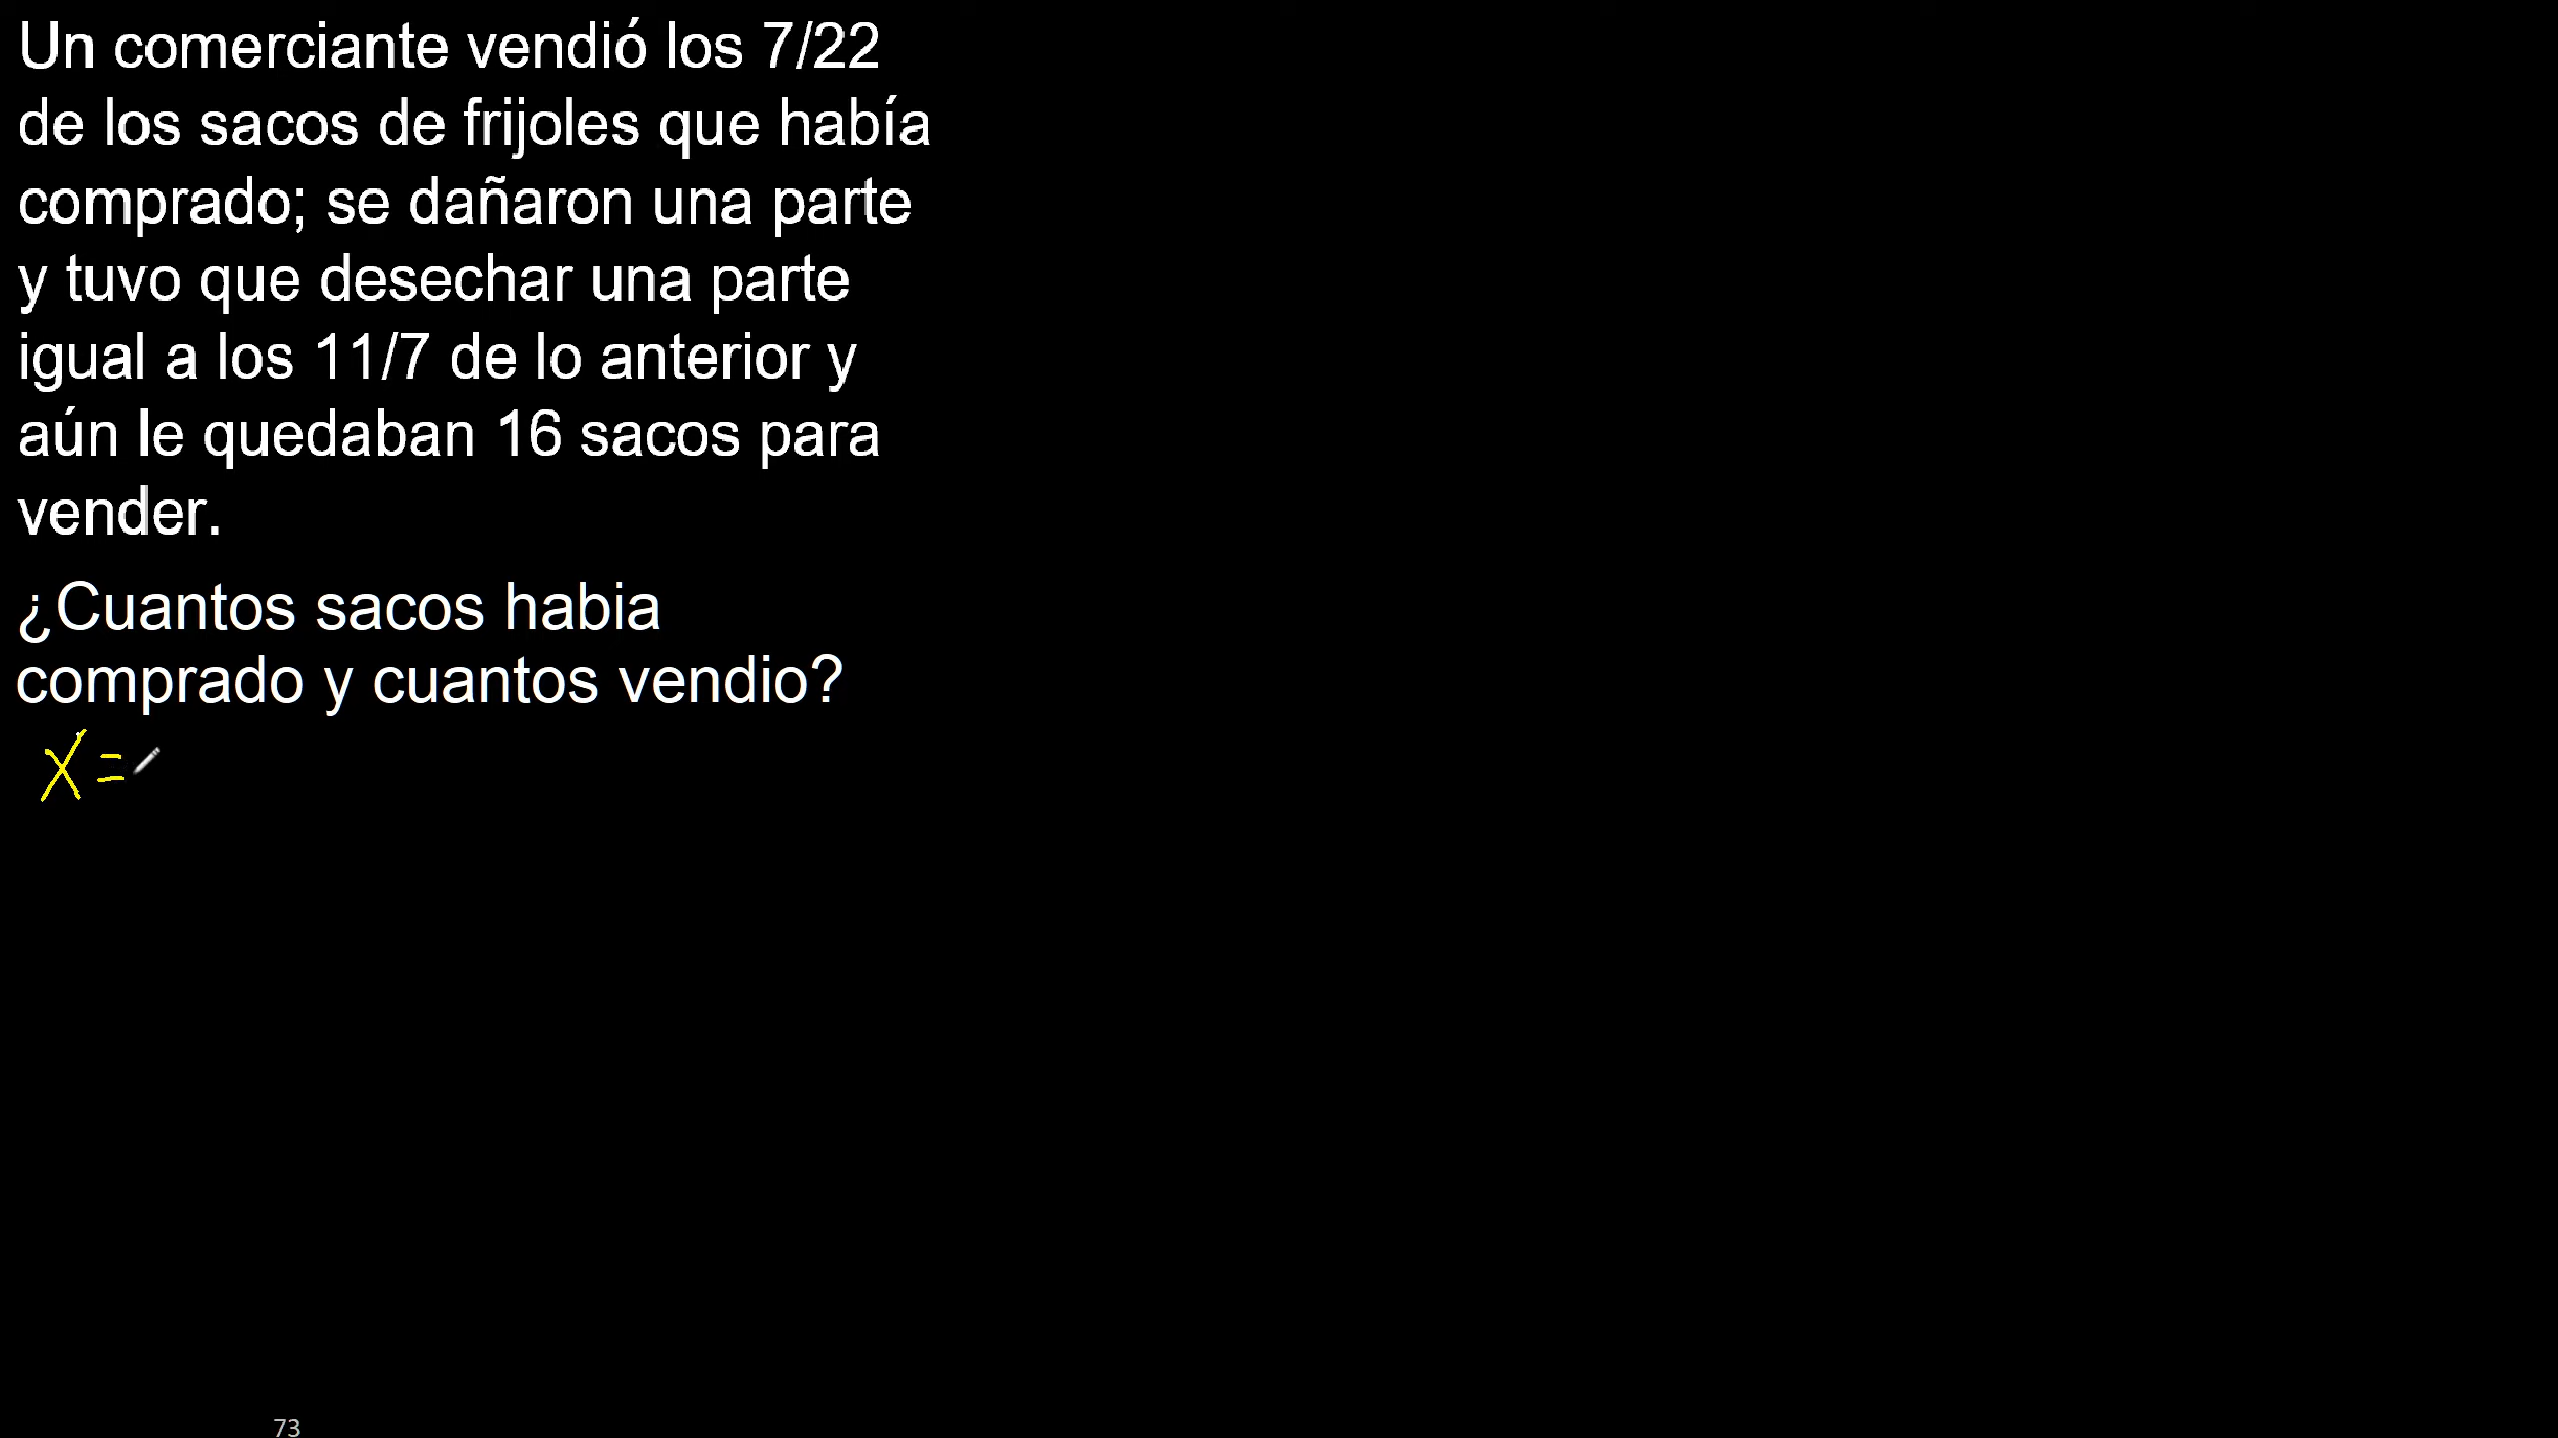 Un comerciante vendió los 7/22
de los sacos de frijoles que había
comprado; se dañaron una parte
y tuvo que desechar una parte
igual a los 11/7 de lo anterior y
aún le quedaban 16 sacos para
vender.
¿Cuantos sacos habia
comprado y cuantos vendio?
X =
73